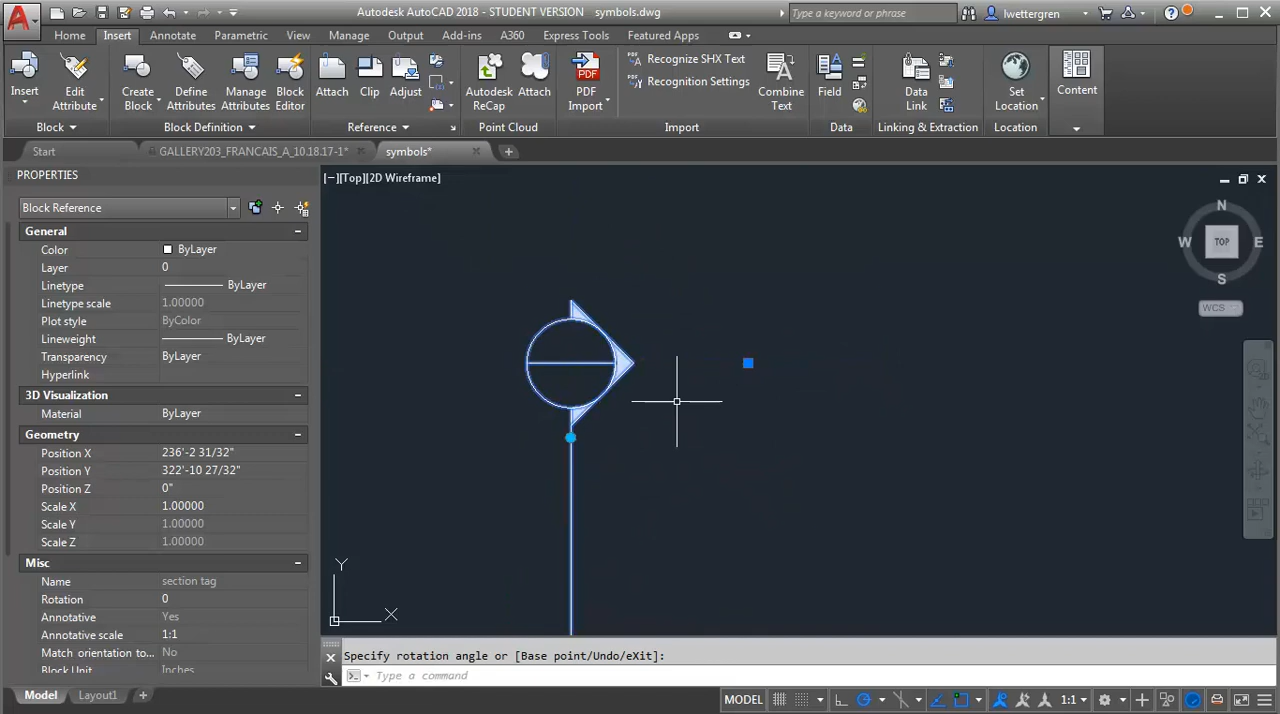 Autodesk AutoCAD 2018 - STUDENT VERSION symbols.dwg
Type a keyword or phrase
lwettergren
Home Insert Annotate Parametric View Manage Output Add-ins A360 Express Tools Featured Apps
Insert
Edit Attribute
Create Block
Define Attributes
Manage Attributes
Block Editor
Attach
Clip
Adjust
Autodesk ReCap
Attach
PDF Import
Recognize SHX Text
Recognition Settings
Combine Text
Field
Data Link
Set Location
Content
Block Block Definition Reference Point Cloud Import Data Linking & Extraction Location
Start GALLERY203_FRANCAIS_A_10.18.17-1* symbols*
PROPERTIES
[−][Top][2D Wireframe]
Block Reference
General
Color ByLayer
Layer 0
Linetype ByLayer
Linetype scale 1.00000
Plot style ByColor
Lineweight ByLayer
Transparency ByLayer
Hyperlink
3D Visualization
Material ByLayer
Geometry
Position X 236'-2 31/32"
Position Y 322'-10 27/32"
Position Z 0"
Scale X 1.00000
Scale Y 1.00000
Scale Z 1.00000
Misc
Name section tag
Rotation 0
Annotative Yes
Annotative scale 1:1
Match orientation to... No
Block Unit Inches
N
W TOP E
S
WCS
Y
X
Specify rotation angle or [Base point/Undo/eXit]:
Type a command
Model Layout1
MODEL 1:1